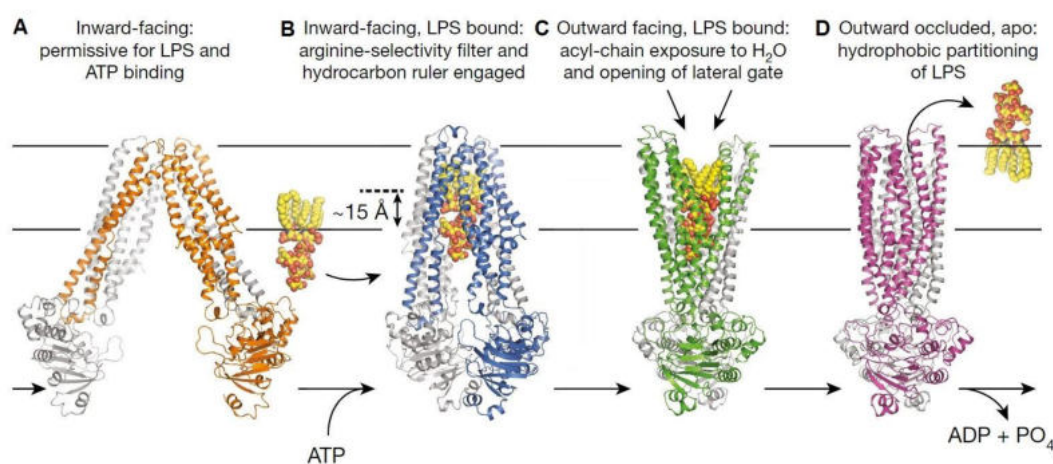 A Inward-facing:
permissive for LPS and
ATP binding
B Inward-facing, LPS bound:
arginine-selectivity filter and
hydrocarbon ruler engaged
C Outward facing, LPS bound:
acyl-chain exposure to H₂O
and opening of lateral gate
D Outward occluded, apo:
hydrophobic partitioning
of LPS
~15 Å
ATP
ADP + PO₄